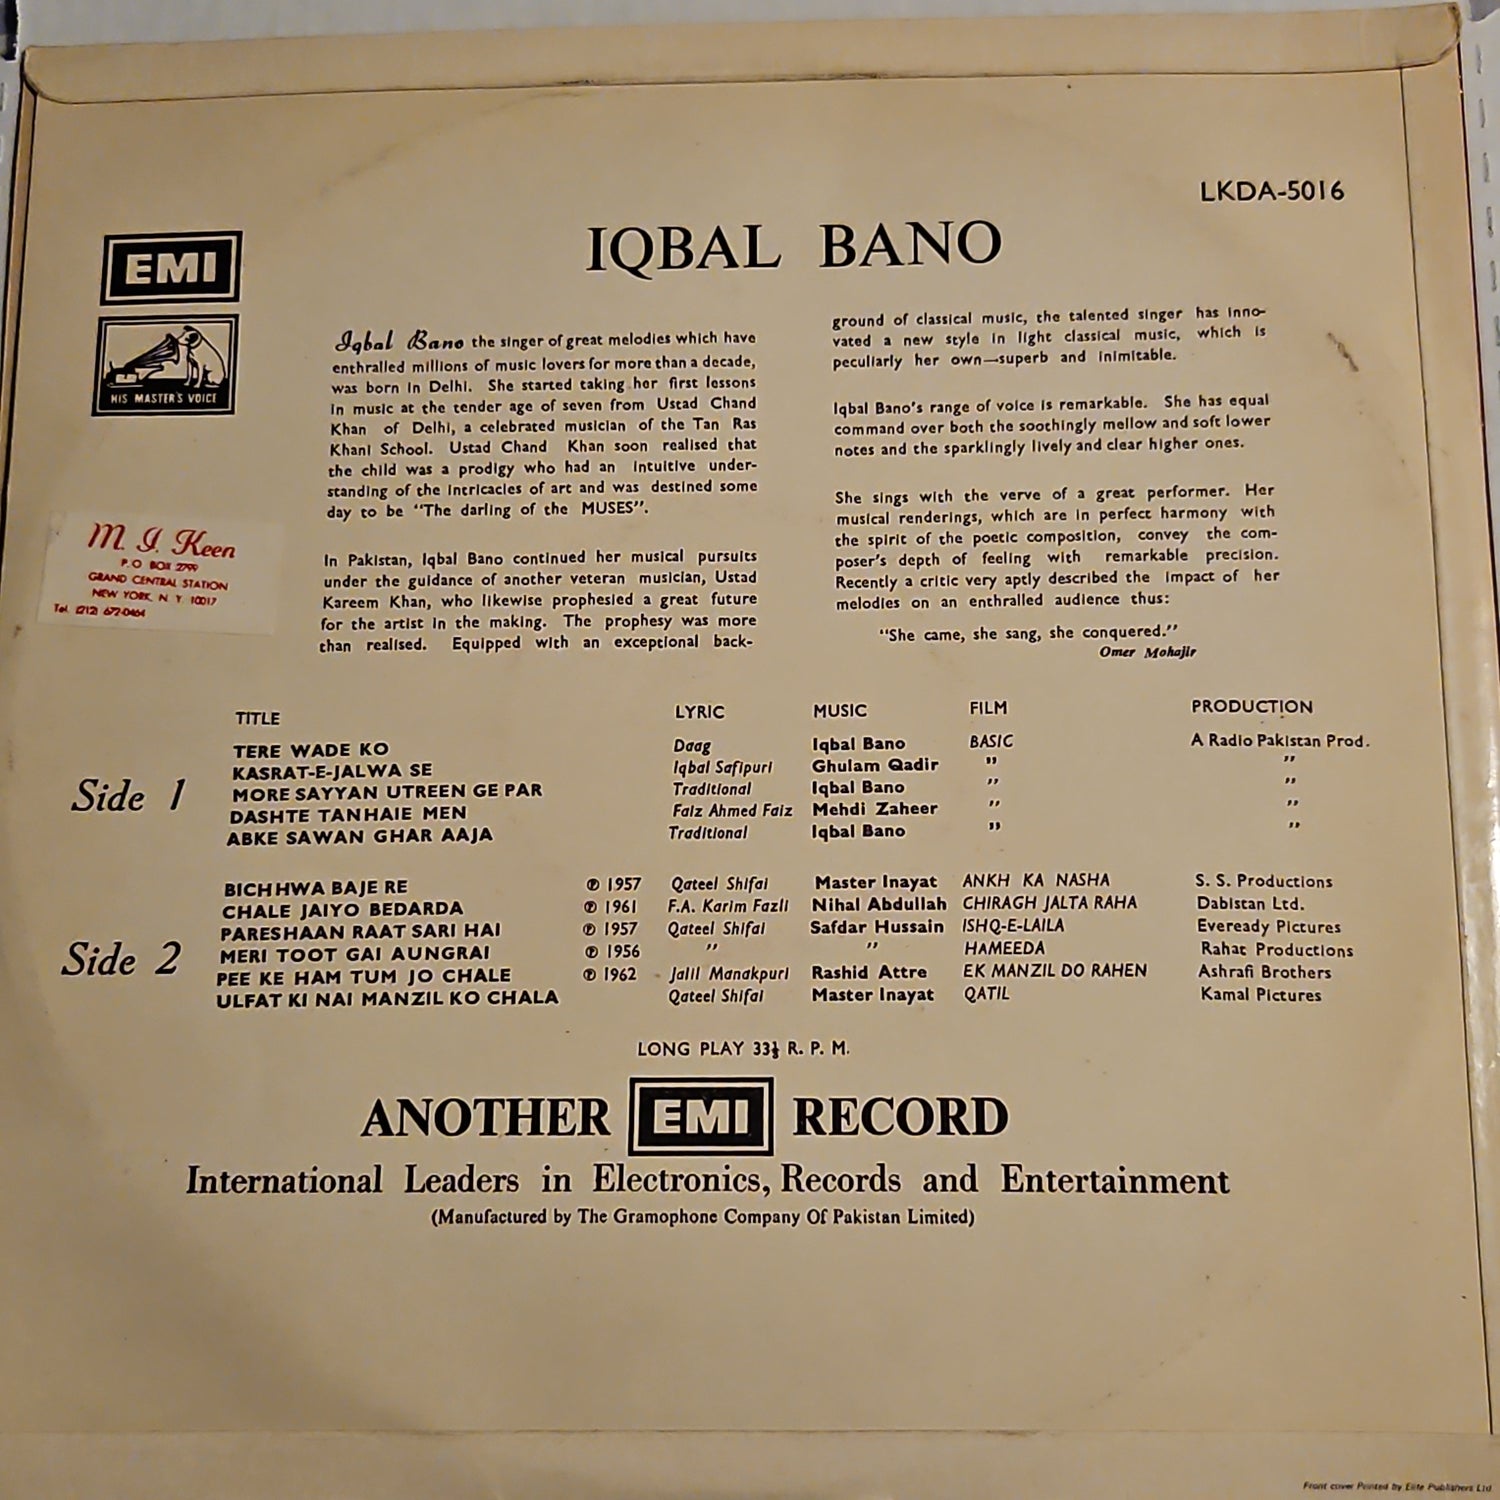 LKDA-5016
IQBAL BANO
EMI
HIS MASTER'S VOICE
Iqbal Bano the singer of great melodies which have
enthralled millions of music lovers for more than a decade,
was born in Delhi. She started taking her first lessons
in music at the tender age of seven from Ustad Chand
Khan of Delhi, a celebrated musician of the Tan Ras
Khani School. Ustad Chand Khan soon realised that
the child was a prodigy who had an intuitive under-
standing of the intricacies of art and was destined some
day to be "The darling of the MUSES".
In Pakistan, Iqbal Bano continued her musical pursuits
under the guidance of another veteran musician, Ustad
Kareem Khan, who likewise prophesied a great future
for the artist in the making. The prophesy was more
than realised. Equipped with an exceptional back-
ground of classical music, the talented singer has inno-
vated a new style in light classical music, which is
peculiarly her own—superb and inimitable.
Iqbal Bano's range of voice is remarkable. She has equal
command over both the soothingly mellow and soft lower
notes and the sparklingly lively and clear higher ones.
She sings with the verve of a great performer. Her
musical renderings, which are in perfect harmony with
the spirit of the poetic composition, convey the com-
poser's depth of feeling with remarkable precision.
Recently a critic very aptly described the impact of her
melodies on an enthralled audience thus:
"She came, she sang, she conquered."
Omer Mohajir
M. I. Keen
P.O BOX 2799
GRAND CENTRAL STATION
NEW YORK, N. Y. 10017
Tel. (212) 672-0464
TITLE LYRIC MUSIC FILM PRODUCTION
Side 1
TERE WADE KO Daag Iqbal Bano BASIC A Radio Pakistan Prod.
KASRAT-E-JALWA SE Iqbal Safipuri Ghulam Qadir " "
MORE SAYYAN UTREEN GE PAR Traditional Iqbal Bano " "
DASHTE TANHAIE MEN Faiz Ahmed Faiz Mehdi Zaheer " "
ABKE SAWAN GHAR AAJA Traditional Iqbal Bano " "
Side 2
BICHHWA BAJE RE ℗ 1957 Qateel Shifai Master Inayat ANKH KA NASHA S. S. Productions
CHALE JAIYO BEDARDA ℗ 1961 F.A. Karim Fazli Nihal Abdullah CHIRAGH JALTA RAHA Dabistan Ltd.
PARESHAAN RAAT SARI HAI ℗ 1957 Qateel Shifai Safdar Hussain ISHQ-E-LAILA Eveready Pictures
MERI TOOT GAI AUNGRAI ℗ 1956 " " HAMEEDA Rahat Productions
PEE KE HAM TUM JO CHALE ℗ 1962 Jalil Manakpuri Rashid Attre EK MANZIL DO RAHEN Ashrafi Brothers
ULFAT KI NAI MANZIL KO CHALA Qateel Shifai Master Inayat QATIL Kamal Pictures
LONG PLAY 33⅓ R. P. M.
ANOTHER EMI RECORD
International Leaders in Electronics, Records and Entertainment
(Manufactured by The Gramophone Company Of Pakistan Limited)
Front cover Printed by Elite Publishers Ltd